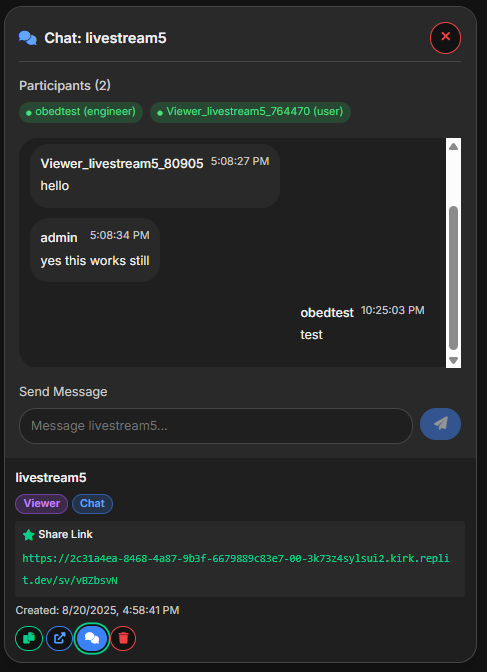 Chat: livestream5
Participants (2)
obedtest (engineer)
Viewer_livestream5_764470 (user)
Viewer_livestream5_80905 5:08:27 PM
hello
admin 5:08:34 PM
yes this works still
obedtest 10:25:03 PM
test
Send Message
Message livestream5...
livestream5
Viewer
Chat
Share Link
https://2c31a4ea-8468-4a87-9b3f-6679889c83e7-00-3k73z4sylsui2.kirk.repli
t.dev/sv/vBZbsvN
Created: 8/20/2025, 4:58:41 PM